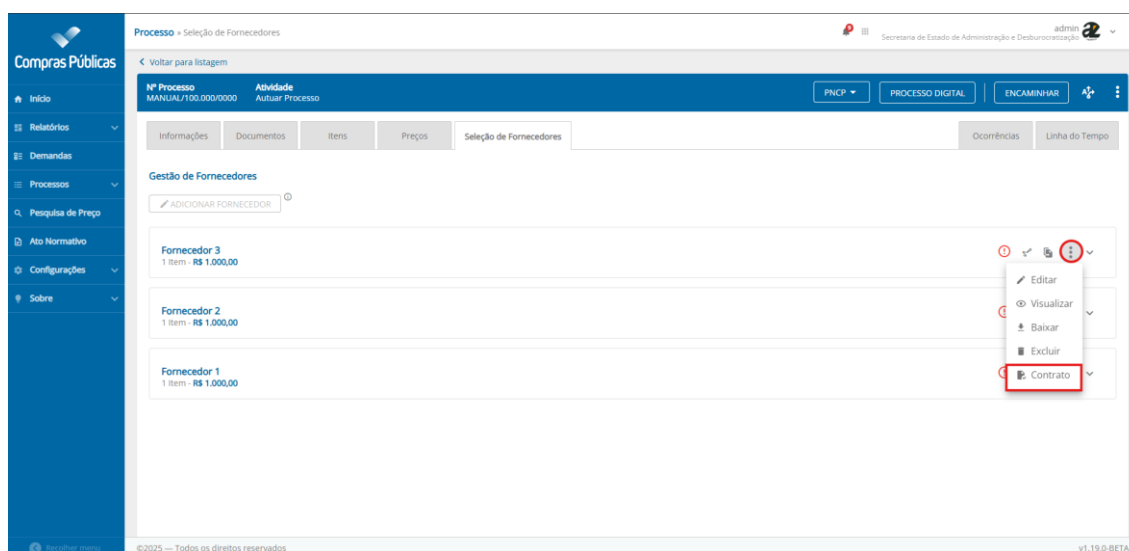 Processo » Seleção de Fornecedores
admin
Secretaria de Estado de Administração e Desburocratização
Compras Públicas
Início
Relatórios
Demandas
Processos
Pesquisa de Preço
Ato Normativo
Configurações
Sobre
Recolher menu
Voltar para listagem
Nº Processo
MANUAL/100.000/0000
Atividade
Autuar Processo
PNCP
PROCESSO DIGITAL
ENCAMINHAR
Informações
Documentos
Itens
Preços
Seleção de Fornecedores
Ocorrências
Linha do Tempo
Gestão de Fornecedores
ADICIONAR FORNECEDOR
Fornecedor 3
1 Item - R$ 1.000,00
Editar
Visualizar
Baixar
Excluir
Contrato
Fornecedor 2
1 Item - R$ 1.000,00
Fornecedor 1
1 Item - R$ 1.000,00
©2025 — Todos os direitos reservados
v1.19.0-BETA